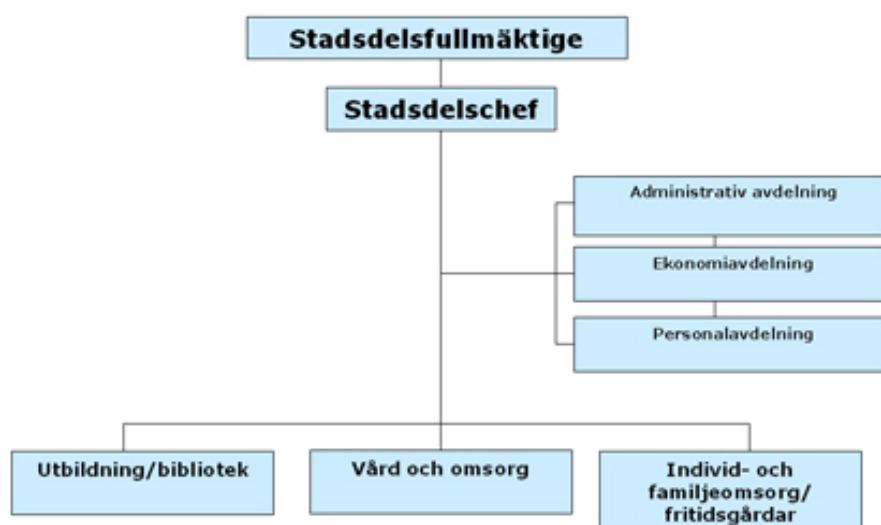 Stadsdelsfullmäktige
Stadsdelschef
Administrativ avdelning
Ekonomiavdelning
Personalavdelning
Utbildning/bibliotek
Vård och omsorg
Individ- och
familjeomsorg/
fritidsgårdar